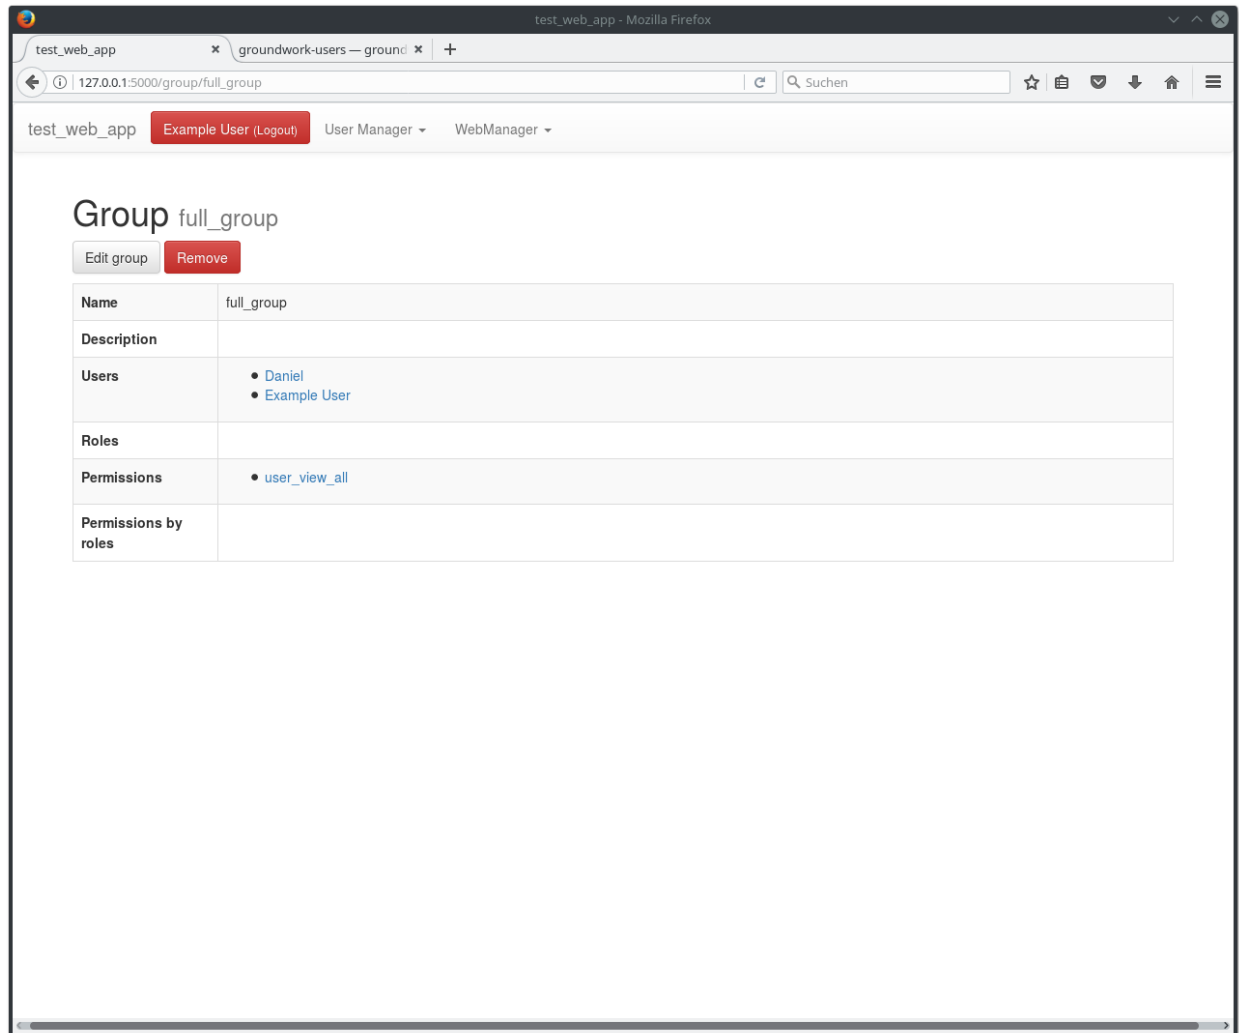 test_web_app - Mozilla Firefox
test_web_app groundwork-users — ground
127.0.0.1:5000/group/full_group Suchen
test_web_app Example User (Logout) User Manager WebManager
Group full_group
Edit group Remove
Name full_group
Description
Users • Daniel
• Example User
Roles
Permissions • user_view_all
Permissions by
roles